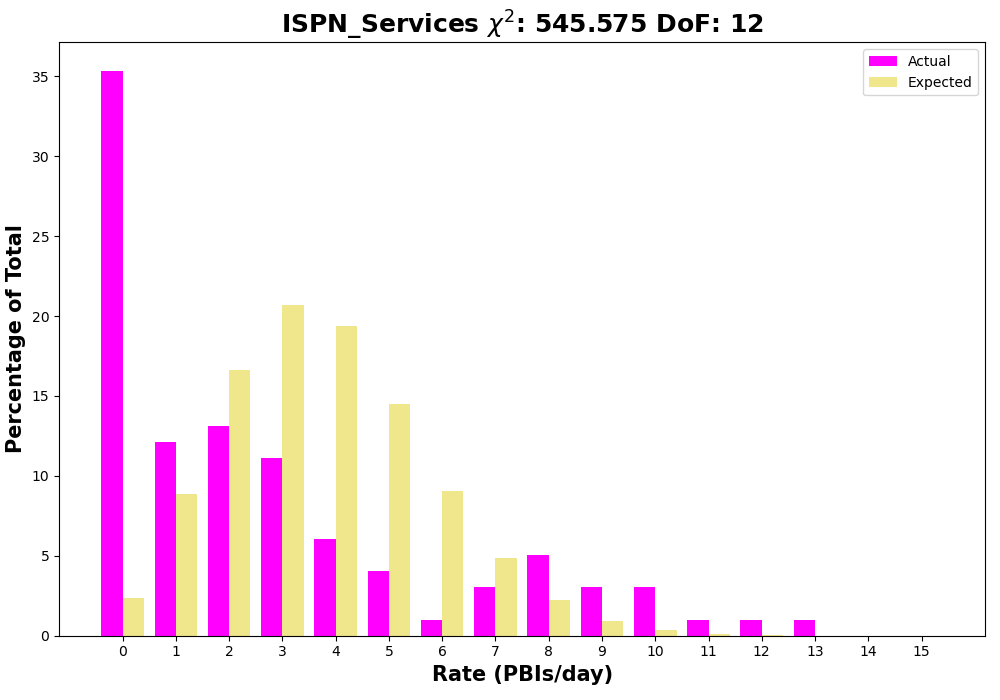 ISPN_Services χ²: 545.575 DoF: 12
Actual
Expected
Percentage of Total
35
30
25
20
15
10
5
0
0 1 2 3 4 5 6 7 8 9 10 11 12 13 14 15
Rate (PBIs/day)